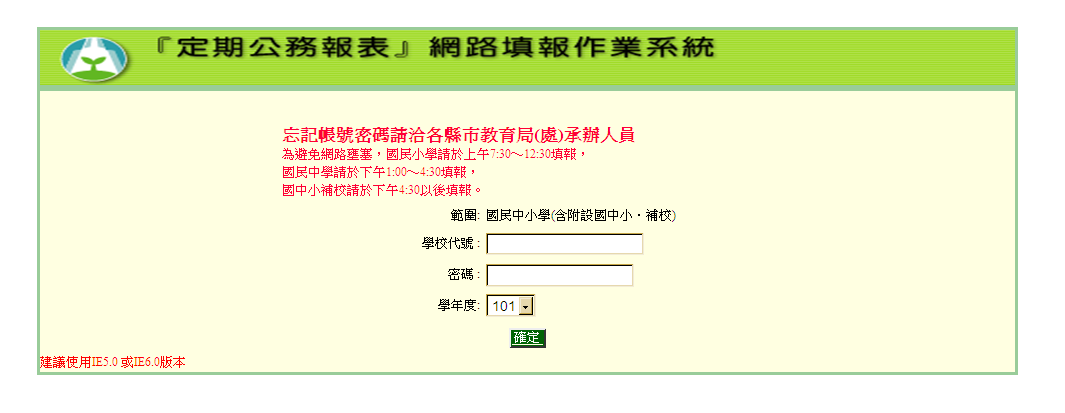 『定期公務報表』網路填報作業系統
忘記帳號密碼請洽各縣市教育局(處)承辦人員
為避免網路壅塞，國民小學請於上午7:30～12:30填報，
國民中學請於下午1:00～4:30填報，
國中小補校請於下午4:30以後填報。
範圍: 國民中小學(含附設國中小．補校)
學校代號 :
密碼 :
學年度: 101
確定
建議使用IE5.0 或IE6.0版本